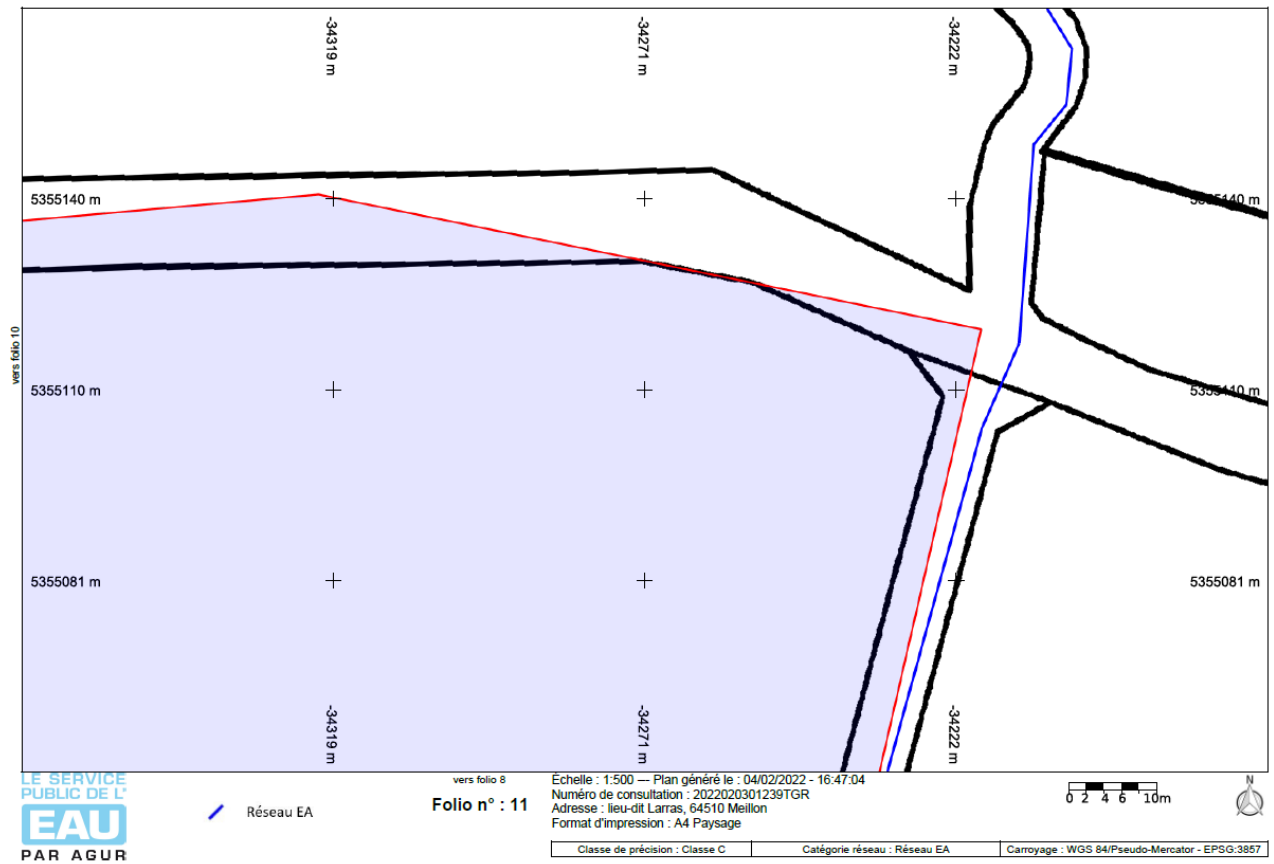 -34319 m
-34271 m
-34222 m
5355140 m
5355140 m
vers folio 10
5355110 m
5355110 m
5355081 m
5355081 m
-34319 m
-34271 m
-34222 m
LE SERVICE
PUBLIC DE L'
EAU
PAR AGUR
Réseau EA
vers folio 8
Folio n° : 11
Échelle : 1:500 — Plan généré le : 04/02/2022 - 16:47:04
Numéro de consultation : 2022020301239TGR
Adresse : lieu-dit Larras, 64510 Meillon
Format d'impression : A4 Paysage
0 2 4 6 10m
N
Classe de précision : Classe C
Catégorie réseau : Réseau EA
Carroyage : WGS 84/Pseudo-Mercator - EPSG:3857